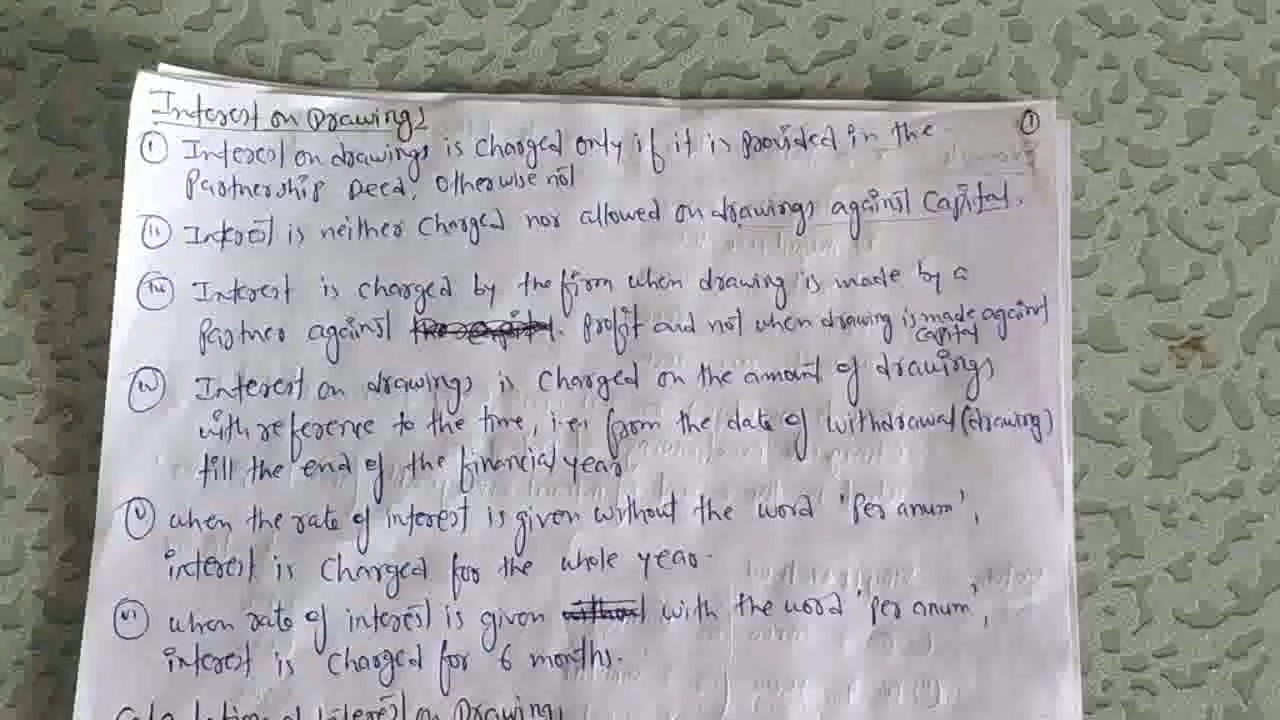 Interest on Drawings
①
(i) Interest on drawings is charged only if it is provided in the
Partnership Deed, otherwise not
(ii) Interest is neither charged nor allowed on drawings against Capital.
(iii) Interest is charged by the firm when drawing is made by a
partner against profit and not when drawing is made against
capital
(iv) Interest on drawings is charged on the amount of drawings
with reference to the time, i.e., from the date of withdrawal (drawing)
till the end of the financial year
(v) when the rate of interest is given without the word 'per anum',
interest is charged for the whole year.
(vi) when rate of interest is given with the word 'per anum',
interest is charged for 6 months.
Calculation of interest on Drawing